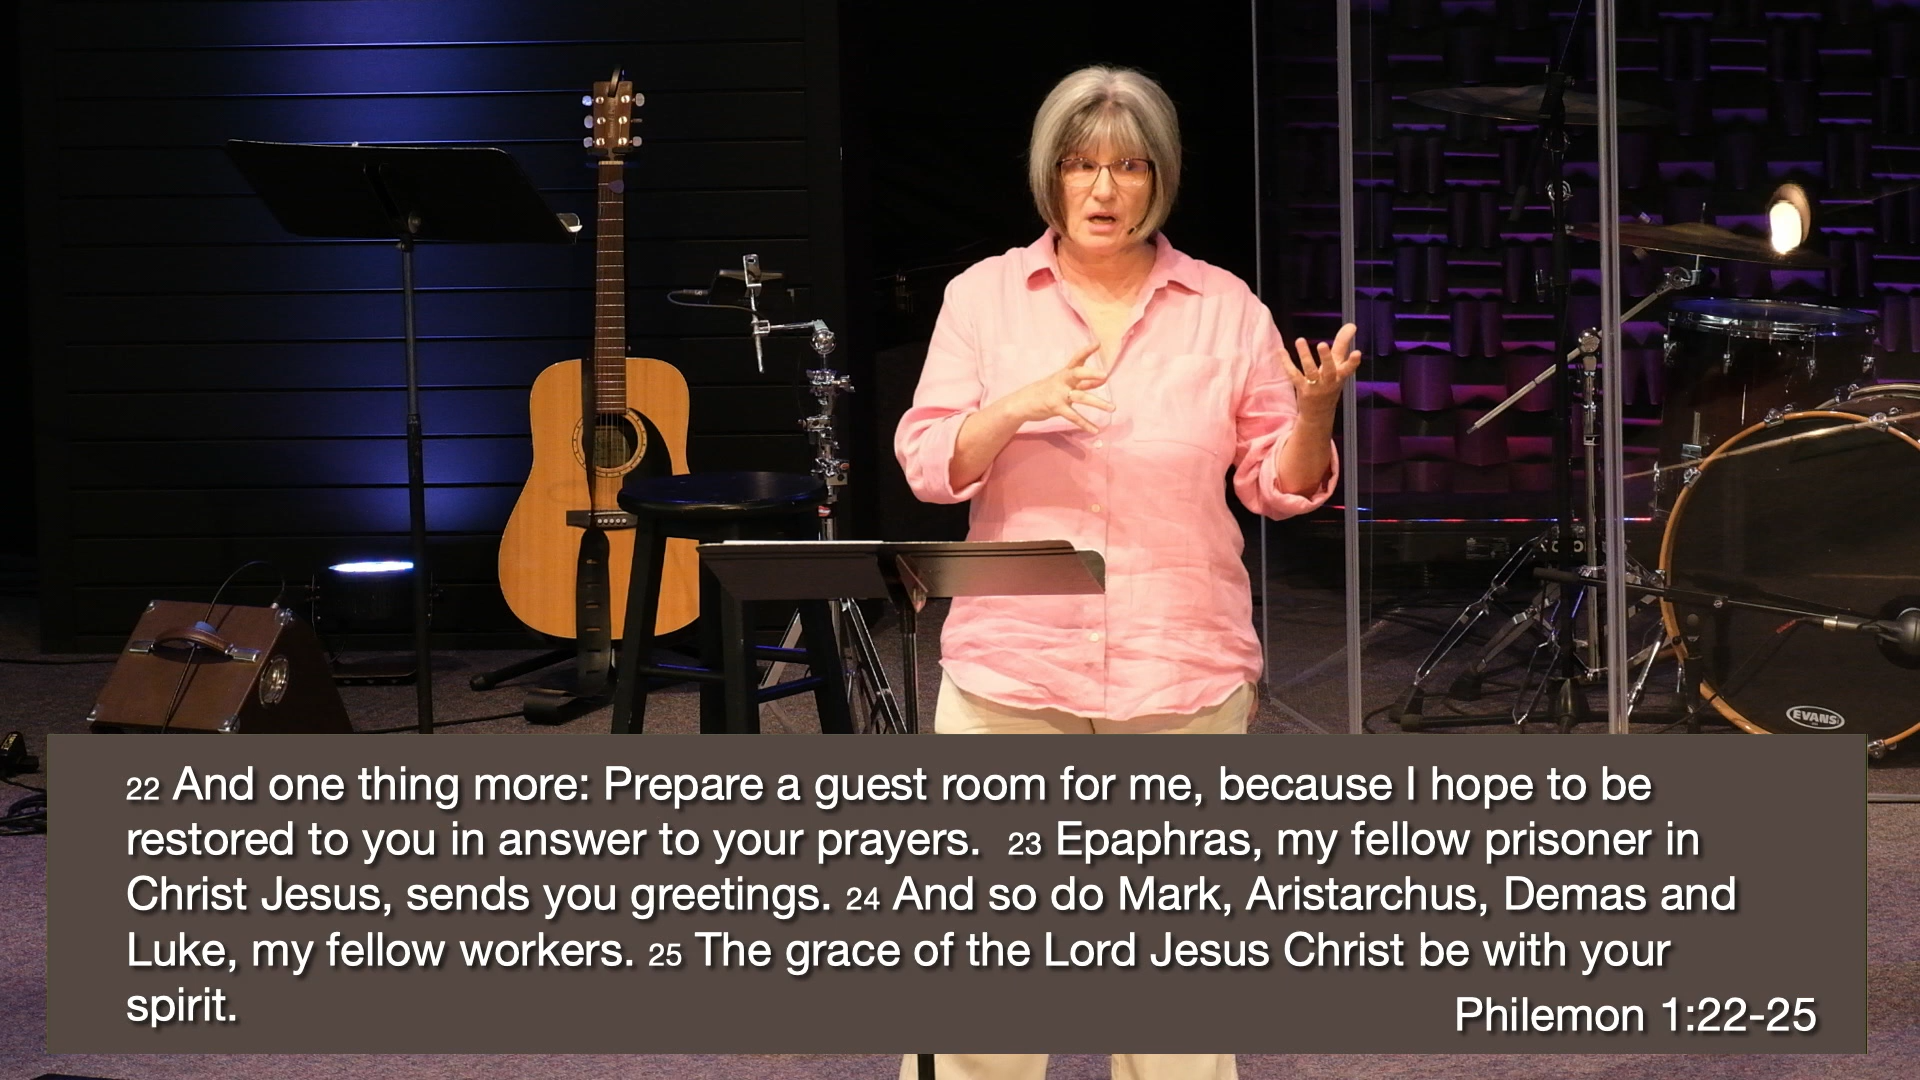 EVANS
22 And one thing more: Prepare a guest room for me, because I hope to be
restored to you in answer to your prayers. 23 Epaphras, my fellow prisoner in
Christ Jesus, sends you greetings. 24 And so do Mark, Aristarchus, Demas and
Luke, my fellow workers. 25 The grace of the Lord Jesus Christ be with your
spirit.
Philemon 1:22-25